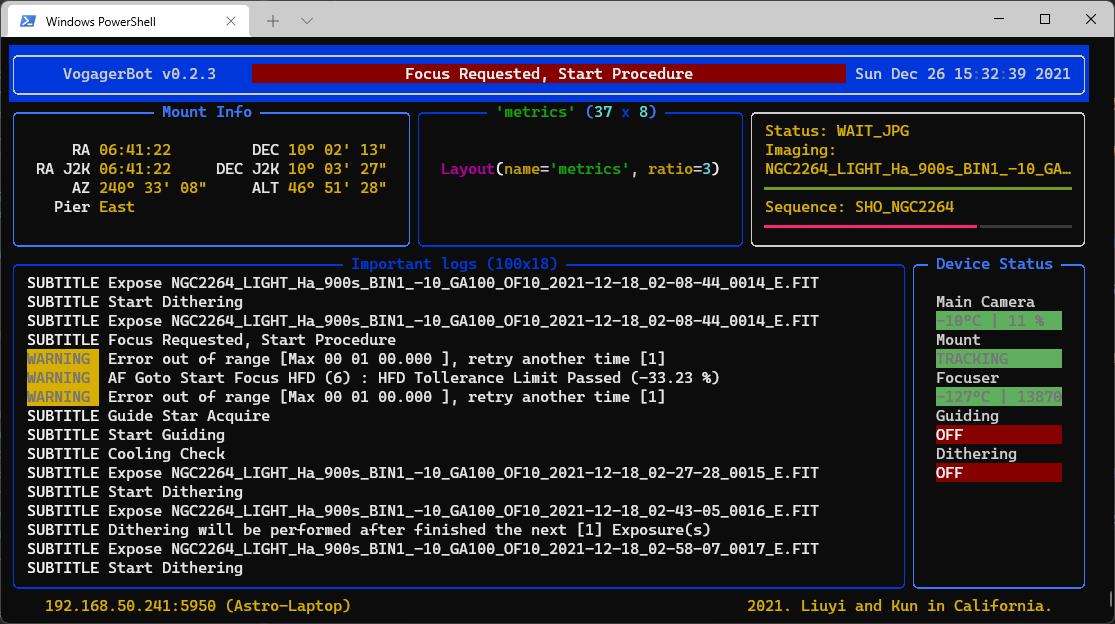 Windows PowerShell
VogagerBot v0.2.3
Focus Requested, Start Procedure
Sun Dec 26 15:32:39 2021
Mount Info
RA 06:41:22 DEC 10° 02' 13"
RA J2K 06:41:22 DEC J2K 10° 03' 27"
AZ 240° 33' 08" ALT 46° 51' 28"
Pier East
'metrics' (37 x 8)
Layout(name='metrics', ratio=3)
Status: WAIT_JPG
Imaging:
NGC2264_LIGHT_Ha_900s_BIN1_-10_GA…
Sequence: SHO_NGC2264
Important logs (100x18)
SUBTITLE Expose NGC2264_LIGHT_Ha_900s_BIN1_-10_GA100_OF10_2021-12-18_02-08-44_0014_E.FIT
SUBTITLE Start Dithering
SUBTITLE Expose NGC2264_LIGHT_Ha_900s_BIN1_-10_GA100_OF10_2021-12-18_02-08-44_0014_E.FIT
SUBTITLE Focus Requested, Start Procedure
WARNING Error out of range [Max 00 01 00.000 ], retry another time [1]
WARNING AF Goto Start Focus HFD (6) : HFD Tollerance Limit Passed (-33.23 %)
WARNING Error out of range [Max 00 01 00.000 ], retry another time [1]
SUBTITLE Guide Star Acquire
SUBTITLE Start Guiding
SUBTITLE Cooling Check
SUBTITLE Expose NGC2264_LIGHT_Ha_900s_BIN1_-10_GA100_OF10_2021-12-18_02-27-28_0015_E.FIT
SUBTITLE Start Dithering
SUBTITLE Expose NGC2264_LIGHT_Ha_900s_BIN1_-10_GA100_OF10_2021-12-18_02-43-05_0016_E.FIT
SUBTITLE Dithering will be performed after finished the next [1] Exposure(s)
SUBTITLE Expose NGC2264_LIGHT_Ha_900s_BIN1_-10_GA100_OF10_2021-12-18_02-58-07_0017_E.FIT
SUBTITLE Start Dithering
Device Status
Main Camera
-10°C | 11 %
Mount
TRACKING
Focuser
-127°C | 13870
Guiding
OFF
Dithering
OFF
192.168.50.241:5950 (Astro-Laptop)
2021. Liuyi and Kun in California.